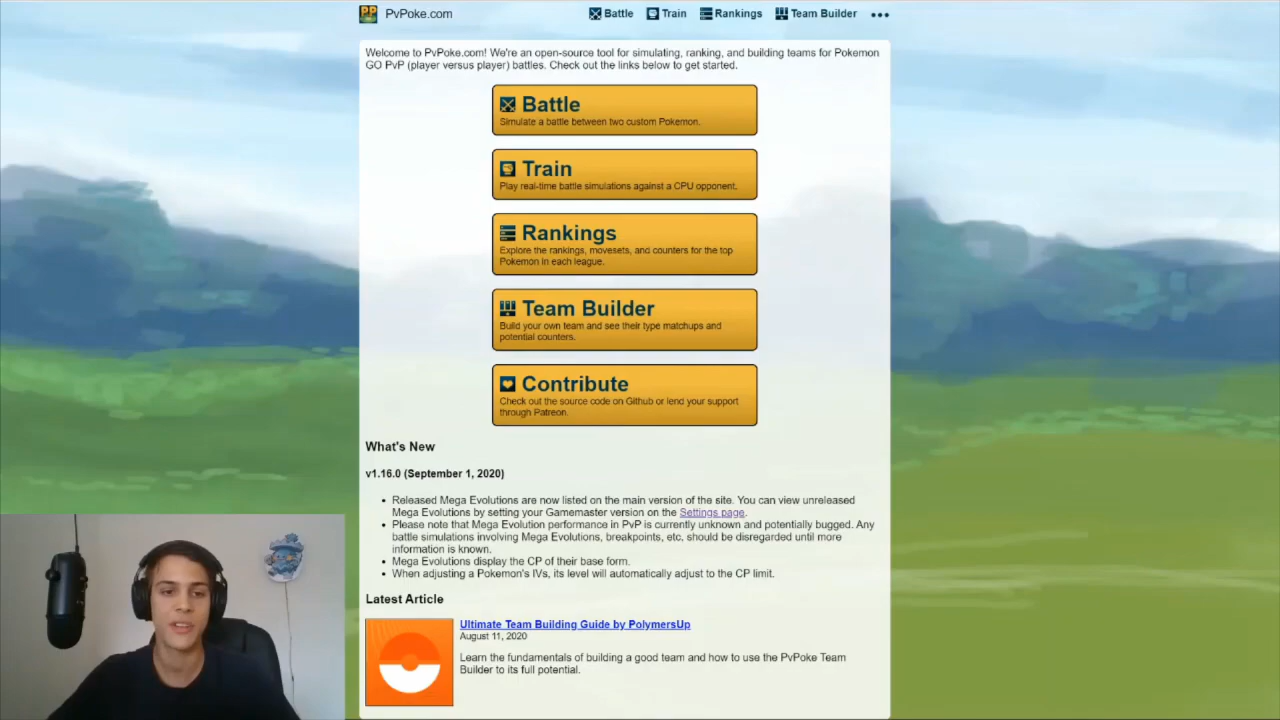 PvPoke.com
Battle
Train
Rankings
Team Builder
Welcome to PvPoke.com! We're an open-source tool for simulating, ranking, and building teams for Pokemon
GO PvP (player versus player) battles. Check out the links below to get started.
Battle
Simulate a battle between two custom Pokemon.
Train
Play real-time battle simulations against a CPU opponent.
Rankings
Explore the rankings, movesets, and counters for the top
Pokemon in each league.
Team Builder
Build your own team and see their type matchups and
potential counters.
Contribute
Check out the source code on Github or lend your support
through Patreon.
What's New
v1.16.0 (September 1, 2020)
• Released Mega Evolutions are now listed on the main version of the site. You can view unreleased
Mega Evolutions by setting your Gamemaster version on the Settings page.
• Please note that Mega Evolution performance in PvP is currently unknown and potentially bugged. Any
battle simulations involving Mega Evolutions, breakpoints, etc, should be disregarded until more
information is known.
• Mega Evolutions display the CP of their base form.
• When adjusting a Pokemon's IVs, its level will automatically adjust to the CP limit.
Latest Article
Ultimate Team Building Guide by PolymersUp
August 11, 2020
Learn the fundamentals of building a good team and how to use the PvPoke Team
Builder to its full potential.